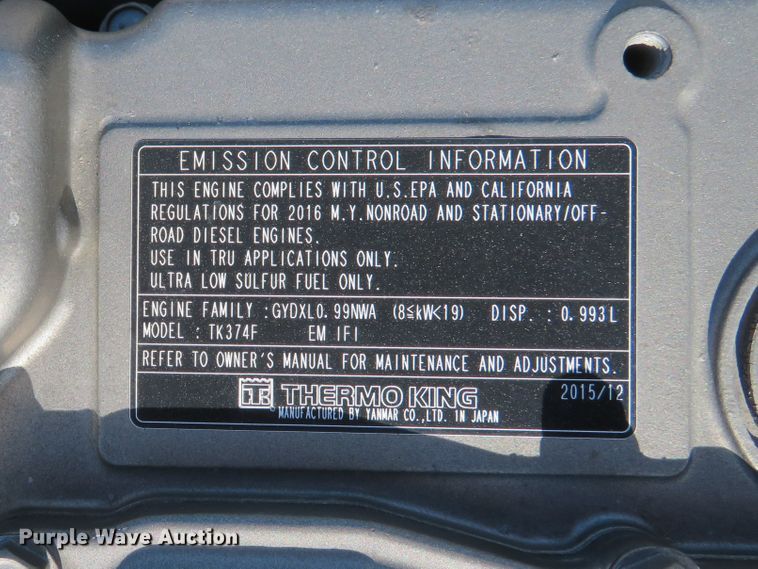 EMISSION CONTROL INFORMATION
THIS ENGINE COMPLIES WITH U.S.EPA AND CALIFORNIA
REGULATIONS FOR 2016 M.Y.NONROAD AND STATIONARY/OFF-
ROAD DIESEL ENGINES.
USE IN TRU APPLICATIONS ONLY.
ULTRA LOW SULFUR FUEL ONLY.
ENGINE FAMILY :GYDXL0.99NWA (8≦kW<19) DISP. :0.993L
MODEL : TK374F EM IFI
REFER TO OWNER'S MANUAL FOR MAINTENANCE AND ADJUSTMENTS.
TK THERMO KING 2015/12
© MANUFACTURED BY YANMAR CO.,LTD. IN JAPAN
Purple Wave Auction